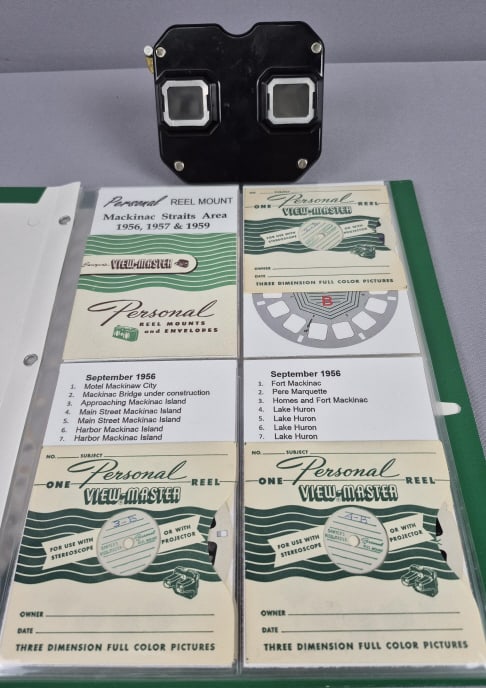 Personal REEL MOUNT
Mackinac Straits Area
1956, 1957 & 1959
Sawyer's VIEW-MASTER
Personal
REEL MOUNTS
and ENVELOPES
NO. SUBJECT
Personal
ONE REEL
VIEW-MASTER
FOR USE WITH
STEREOSCOPE
OR WITH
PROJECTOR
OWNER
DATE
THREE DIMENSION FULL COLOR PICTURES
B
September 1956
1. Motel Mackinaw City
2. Mackinac Bridge under construction
3. Approaching Mackinac Island
4. Main Street Mackinac Island
5. Main Street Mackinac Island
6. Harbor Mackinac Island
7. Harbor Mackinac Island
September 1956
1. Fort Mackinac
2. Pere Marquette
3. Homes and Fort Mackinac
4. Lake Huron
5. Lake Huron
6. Lake Huron
7. Lake Huron
NO. SUBJECT
Personal
ONE REEL
VIEW-MASTER
FOR USE WITH
STEREOSCOPE
OR WITH
PROJECTOR
OWNER
DATE
THREE DIMENSION FULL COLOR PICTURES
NO. SUBJECT
Personal
ONE REEL
VIEW-MASTER
FOR USE WITH
STEREOSCOPE
OR WITH
PROJECTOR
OWNER
DATE
THREE DIMENSION FULL COLOR PICTURES